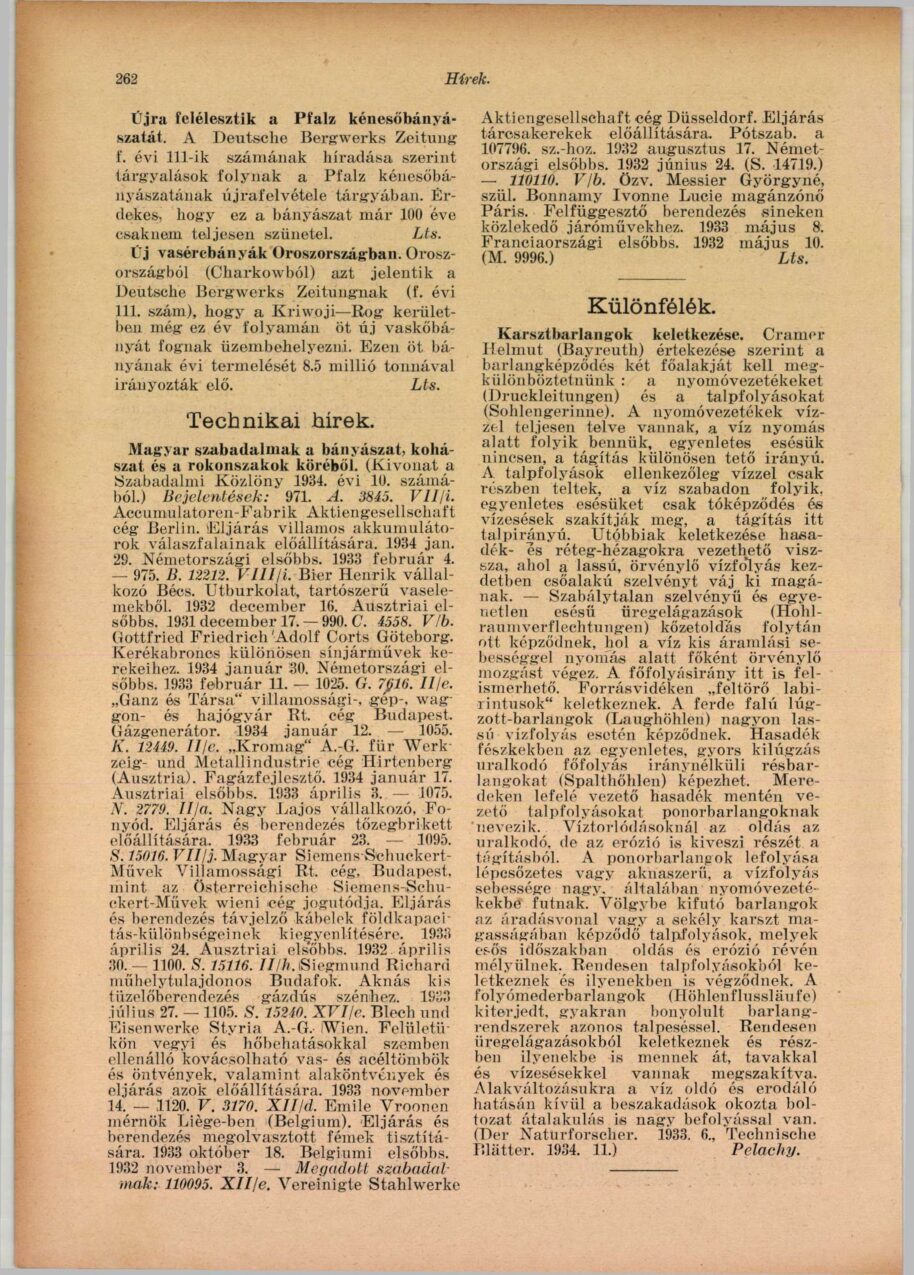 262
Hírek.
Újra felélesztik a Pfalz kénesőbányá-
szatát. A Deutsche Bergwerks Zeitung
f. évi 111-ik számának híradása szerint
tárgyalások folynak a Pfalz kénesőbá-
nyászatának újrafelvétele tárgyában. Ér-
dekes, hogy ez a bányászat már 100 éve
csaknem teljesen szünetel. Lts.
Új vasércbányák Oroszországban. Orosz-
országból (Charkowból) azt jelentik a
Deutsche Bergwerks Zeitungnak (f. évi
111. szám), hogy a Kriwoji—Rog kerület-
ben még ez év folyamán öt új vaskőbá-
nyát fognak üzembehelyezni. Ezen öt bá-
nyának évi termelését 8.5 millió tonnával
irányozták elő. Lts.
Technikai hírek.
Magyar szabadalmak a bányászat, kohá-
szat és a rokonszakok köréből. (Kivonat a
Szabadalmi Közlöny 1934. évi 10. számá-
ból.) Bejelentések: 971. A. 3845. VII/i.
Accumulatoren-Fabrik Aktiengesellschaft
cég Berlin. Eljárás villamos akkumuláto-
rok válaszfalainak előállítására. 1934 jan.
29. Németországi elsőbbs. 1933 február 4.
— 975. B. 12212. VIII/i. Bier Henrik vállal-
kozó Bécs. Útburkolat, tartószerű vasele-
mekből. 1932 december 16. Ausztriai el-
sőbbs. 1931 december 17. — 990. C. 4558. V/b.
Gottfried Friedrich Adolf Corts Göteborg.
Kerékabroncs különösen sínjárművek ke-
rekeihez. 1934 január 30. Németországi el-
sőbbs. 1933 február 11. — 1025. G. 7616. II/e.
„Ganz és Társa" villamossági-, gép-, wag-
gon- és hajógyár Rt. cég Budapest.
Gázgenerátor. 1934 január 12. — 1055.
K. 12449. II/e. „Kromag" A.-G. für Werk-
zeig- und Metallindustrie cég Hirtenberg
(Ausztria). Fagázfejlesztő. 1934 január 17.
Ausztriai elsőbbs. 1933 április 3. — 1075.
N. 2779. II/a. Nagy Lajos vállalkozó, Fo-
nyód. Eljárás és berendezés tőzegbrikett
előállítására. 1933 február 23. — 1095.
S. 15016. VII/j. Magyar Siemens-Schuckert-
Művek Villamossági Rt. cég, Budapest,
mint az Österreichische Siemens-Schu-
ckert-Művek wieni cég jogutódja. Eljárás
és berendezés távjelző kábelek földkapaci-
tás-különbségeinek kiegyenlítésére. 1933
április 24. Ausztriai elsőbbs. 1932 április
30. — 1100. S. 15116. II/h. Siegmund Richard
műhelytulajdonos Budafok. Aknás kis
tüzelőberendezés gázdús szénhez. 1933
július 27. — 1105. S. 15240. XVI/e. Blech und
Eisenwerke Styria A.-G. Wien. Felületü-
kön vegyi és hőbehatásokkal szemben
ellenálló kovácsolható vas- és acéltömbök
és öntvények, valamint alaköntvények és
eljárás azok előállítására. 1933 november
14. — 1120. V. 3170. XII/d. Emile Vroonen
mérnök Liège-ben (Belgium). Eljárás és
berendezés megolvasztott fémek tisztítá-
sára. 1933 október 18. Belgiumi elsőbbs.
1932 november 3. — Megadott szabadal-
mak: 110095. XII/e. Vereinigte Stahlwerke
Aktiengesellschaft cég Düsseldorf. Eljárás
tárcsakerekek előállítására. Pótszab. a
107796. sz.-hoz. 1932 augusztus 17. Német-
országi elsőbbs. 1932 június 24. (S. 14719.)
— 110110. V/b. Özv. Messier Györgyné,
szül. Bonnamy Ivonne Lucie magánzónő
Páris. Felfüggesztő berendezés sineken
közlekedő járóművekhez. 1933 május 8.
Franciaországi elsőbbs. 1932 május 10.
(M. 9996.) Lts.
Különfélék.
Karsztbarlangok keletkezése. Cramer
Helmut (Bayreuth) értekezése szerint a
barlangképződés két főalakját kell meg-
különböztetnünk : a nyomóvezetékeket
(Druckleitungen) és a talpfolyásokat
(Sohlengerinne). A nyomóvezetékek víz-
zel teljesen telve vannak, a víz nyomás
alatt folyik bennük, egyenletes esésük
nincsen, a tágítás különösen tető irányú.
A talpfolyások ellenkezőleg vízzel csak
részben teltek, a víz szabadon folyik,
egyenletes esésüket csak tóképződés és
vízesések szakítják meg, a tágítás itt
talpirányú. Utóbbiak keletkezése hasa-
dék- és réteg-hézagokra vezethető visz-
sza, ahol a lassú, örvénylő vízfolyás kez-
detben csőalakú szelvényt váj ki magá-
nak. — Szabálytalan szelvényű és egye-
netlen esésű üregelágazások (Hohl-
raumverflechtungen) kőzetoldás folytán
ott képződnek, hol a víz kis áramlási se-
bességgel nyomás alatt főként örvénylő
mozgást végez. A főfolyásirány itt is fel-
ismerhető. Forrásvidéken „feltörő labi-
rintusok" keletkeznek. A ferde falú lúg-
zott-barlangok (Laughöhlen) nagyon las-
sú vízfolyás esetén képződnek. Hasadék
fészkekben az egyenletes, gyors kilúgzás
uralkodó főfolyás iránynélküli résbar-
langokat (Spalthöhlen) képezhet. Mere-
deken lefelé vezető hasadék mentén ve-
zető talpfolyásokat ponorbarlangoknak
nevezik. Víztorlódásoknál az oldás az
uralkodó, de az erózió is kiveszi részét a
tágításból. A ponorbarlangok lefolyása
lépcsőzetes vagy aknaszerű, a vízfolyás
sebessége nagy, általában nyomóvezeté-
kekbe futnak. Völgybe kifutó barlangok
az áradásvonal vagy a sekély karszt ma-
gasságában képződő talpfolyások, melyek
esős időszakban oldás és erózió révén
mélyülnek. Rendesen talpfolyásokból ke-
letkeznek és ilyenekben is végződnek. A
folyómederbarlangok (Höhlenflussläufe)
kiterjedt, gyakran bonyolult barlang-
rendszerek azonos talpeséssel. Rendesen
üregelágazásokból keletkeznek és rész-
ben ilyenekbe is mennek át, tavakkal
és vízesésekkel vannak megszakítva.
Alakváltozásukra a víz oldó és erodáló
hatásán kívül a beszakadások okozta bol-
tozat átalakulás is nagy befolyással van.
(Der Naturforscher. 1933. 6., Technische
Blätter. 1934. 11.) Pelachy.